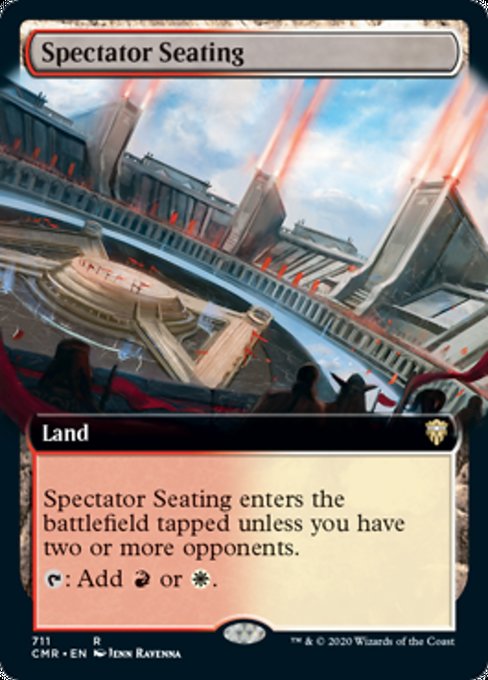 Spectator Seating
Land
Spectator Seating enters the
battlefield tapped unless you have
two or more opponents.
: Add or .
711 R
CMR • EN Jenn Ravenna
™ & © 2020 Wizards of the Coast